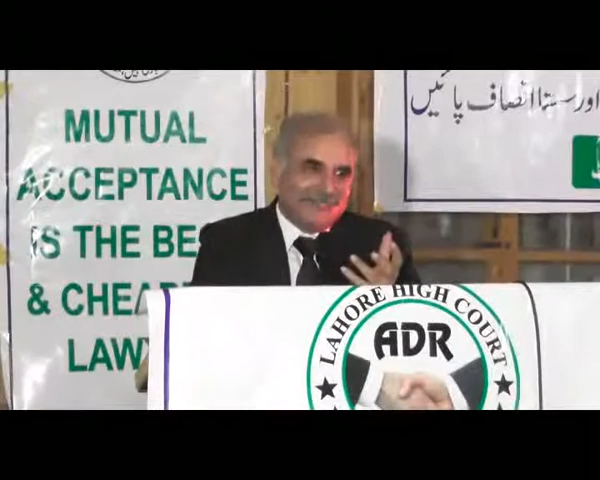 MUTUAL
ACCEPTANCE
IS THE BE
& CHEA
LAW
اور سستا انصاف پائیں
LAHORE HIGH COURT
ADR